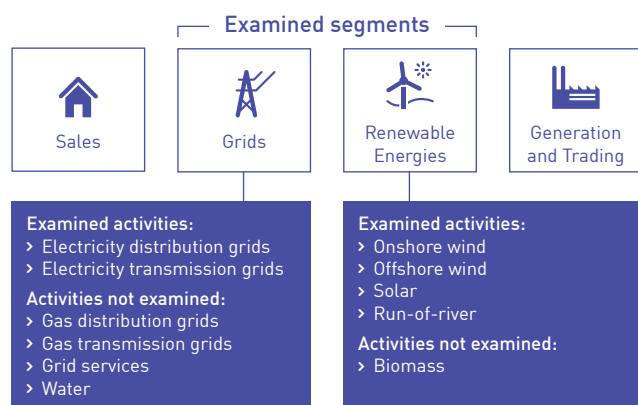 Examined segments
Sales
Grids
Renewable
Energies
Generation
and Trading
Examined activities:
› Electricity distribution grids
› Electricity transmission grids
Activities not examined:
› Gas distribution grids
› Gas transmission grids
› Grid services
› Water
Examined activities:
› Onshore wind
› Offshore wind
› Solar
› Run-of-river
Activities not examined:
› Biomass